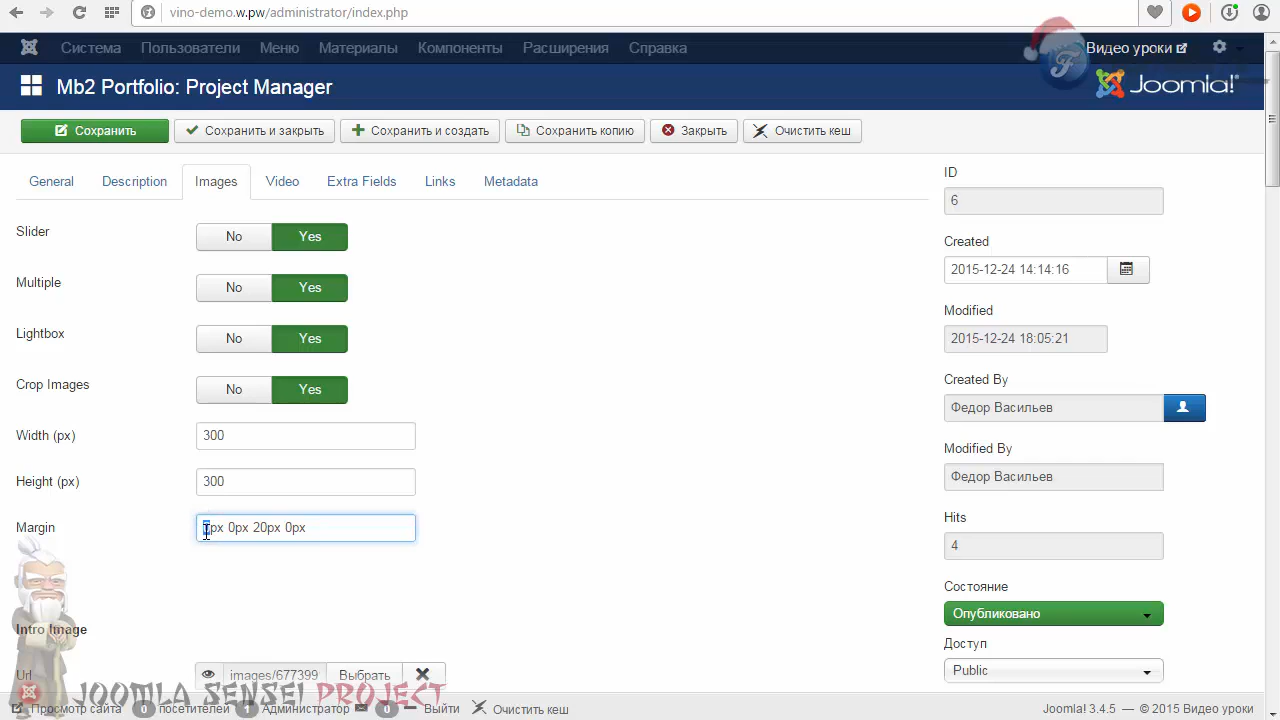 vino-demo.w.pw/administrator/index.php
Система Пользователи Меню Материалы Компоненты Расширения Справка Видео уроки
Mb2 Portfolio: Project Manager Joomla!®
Сохранить Сохранить и закрыть Сохранить и создать Сохранить копию Закрыть Очистить кеш
General Description Images Video Extra Fields Links Metadata
Slider No Yes
Multiple No Yes
Lightbox No Yes
Crop Images No Yes
Width (px) 300
Height (px) 300
Margin 0px 0px 20px 0px
Intro Image
Url images/677399 Выбрать
ID
6
Created
2015-12-24 14:14:16
Modified
2015-12-24 18:05:21
Created By
Федор Васильев
Modified By
Федор Васильев
Hits
4
Состояние
Опубликовано
Доступ
Public
JOOMLA SENSEI PROJECT
Просмотр сайта 0 посетителей 1 Администратор 0 Выйти Очистить кеш Joomla! 3.4.5 — © 2015 Видео уроки